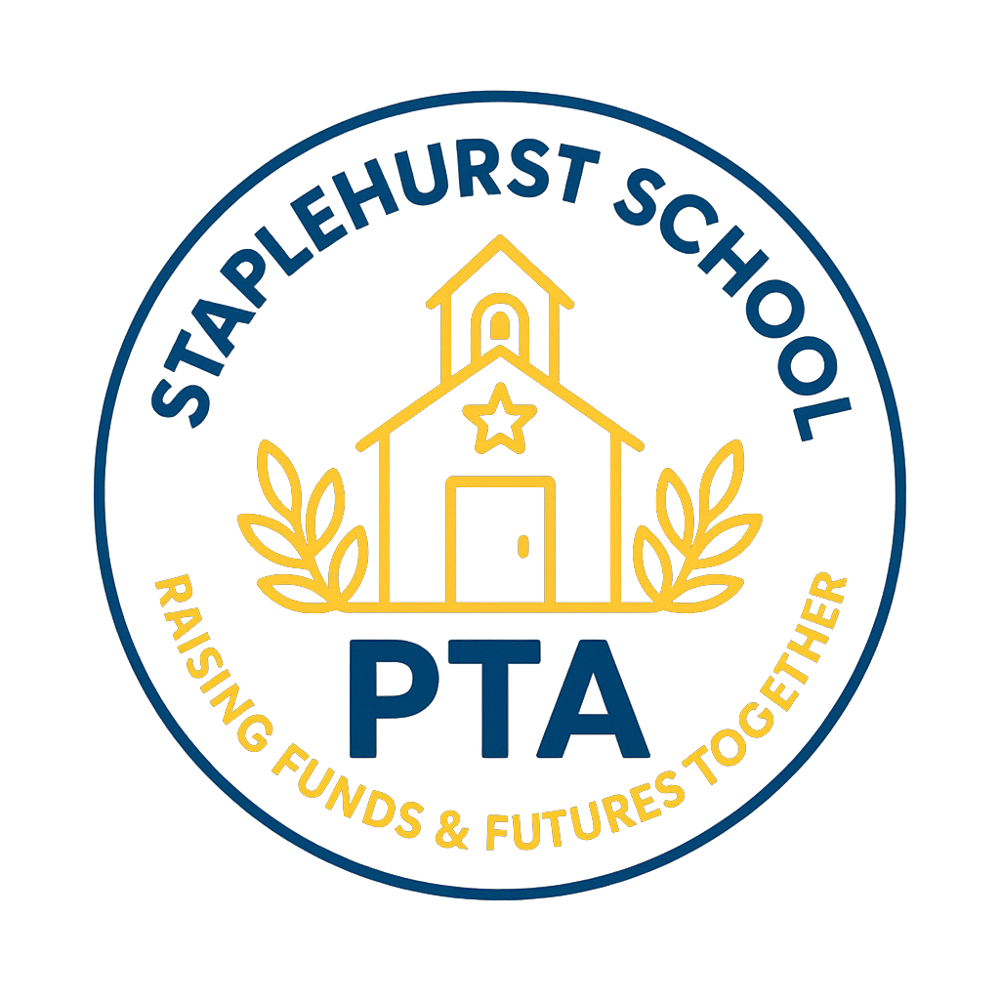 STAPLEHURST SCHOOL
PTA
RAISING FUNDS & FUTURES TOGETHER